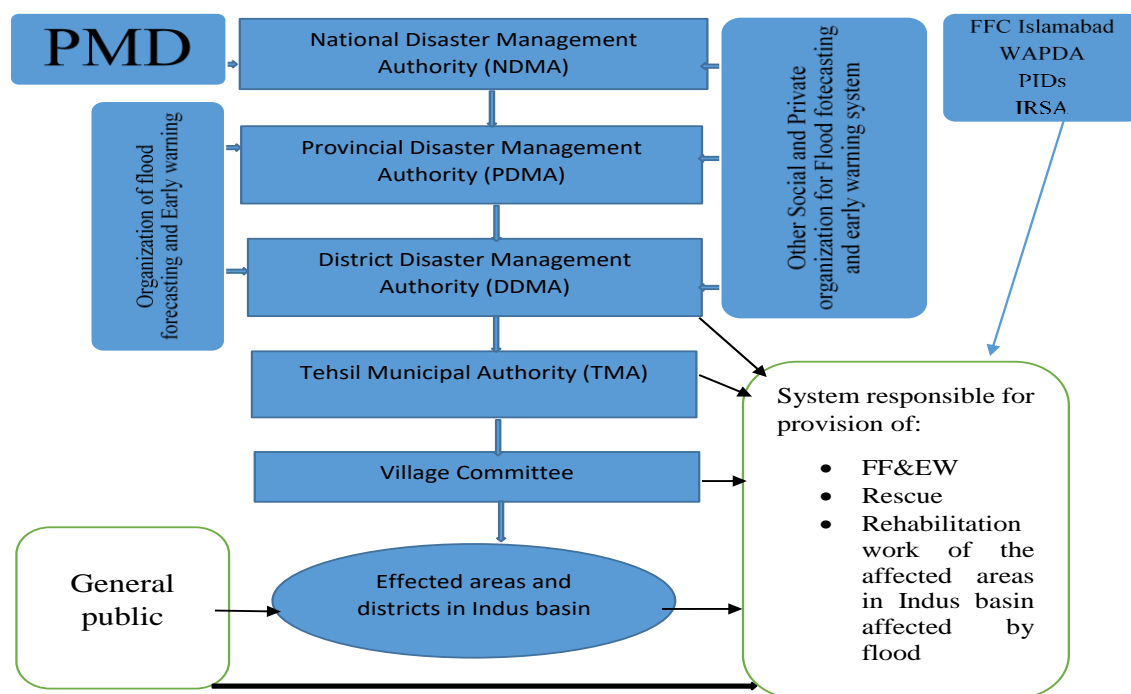 PMD
National Disaster Management
Authority (NDMA)
FFC Islamabad
WAPDA
PIDs
IRSA
Organization of flood
forecasting and Early warning
Provincial Disaster Management
Authority (PDMA)
Other Social and Private
organization for Flood fotecasting
and early warning system
District Disaster Management
Authority (DDMA)
Tehsil Municipal Authority (TMA)
Village Committee
System responsible for
provision of:
• FF&EW
• Rescue
• Rehabilitation
work of the
affected areas
in Indus basin
affected by
flood
General
public
Effected areas and
districts in Indus basin